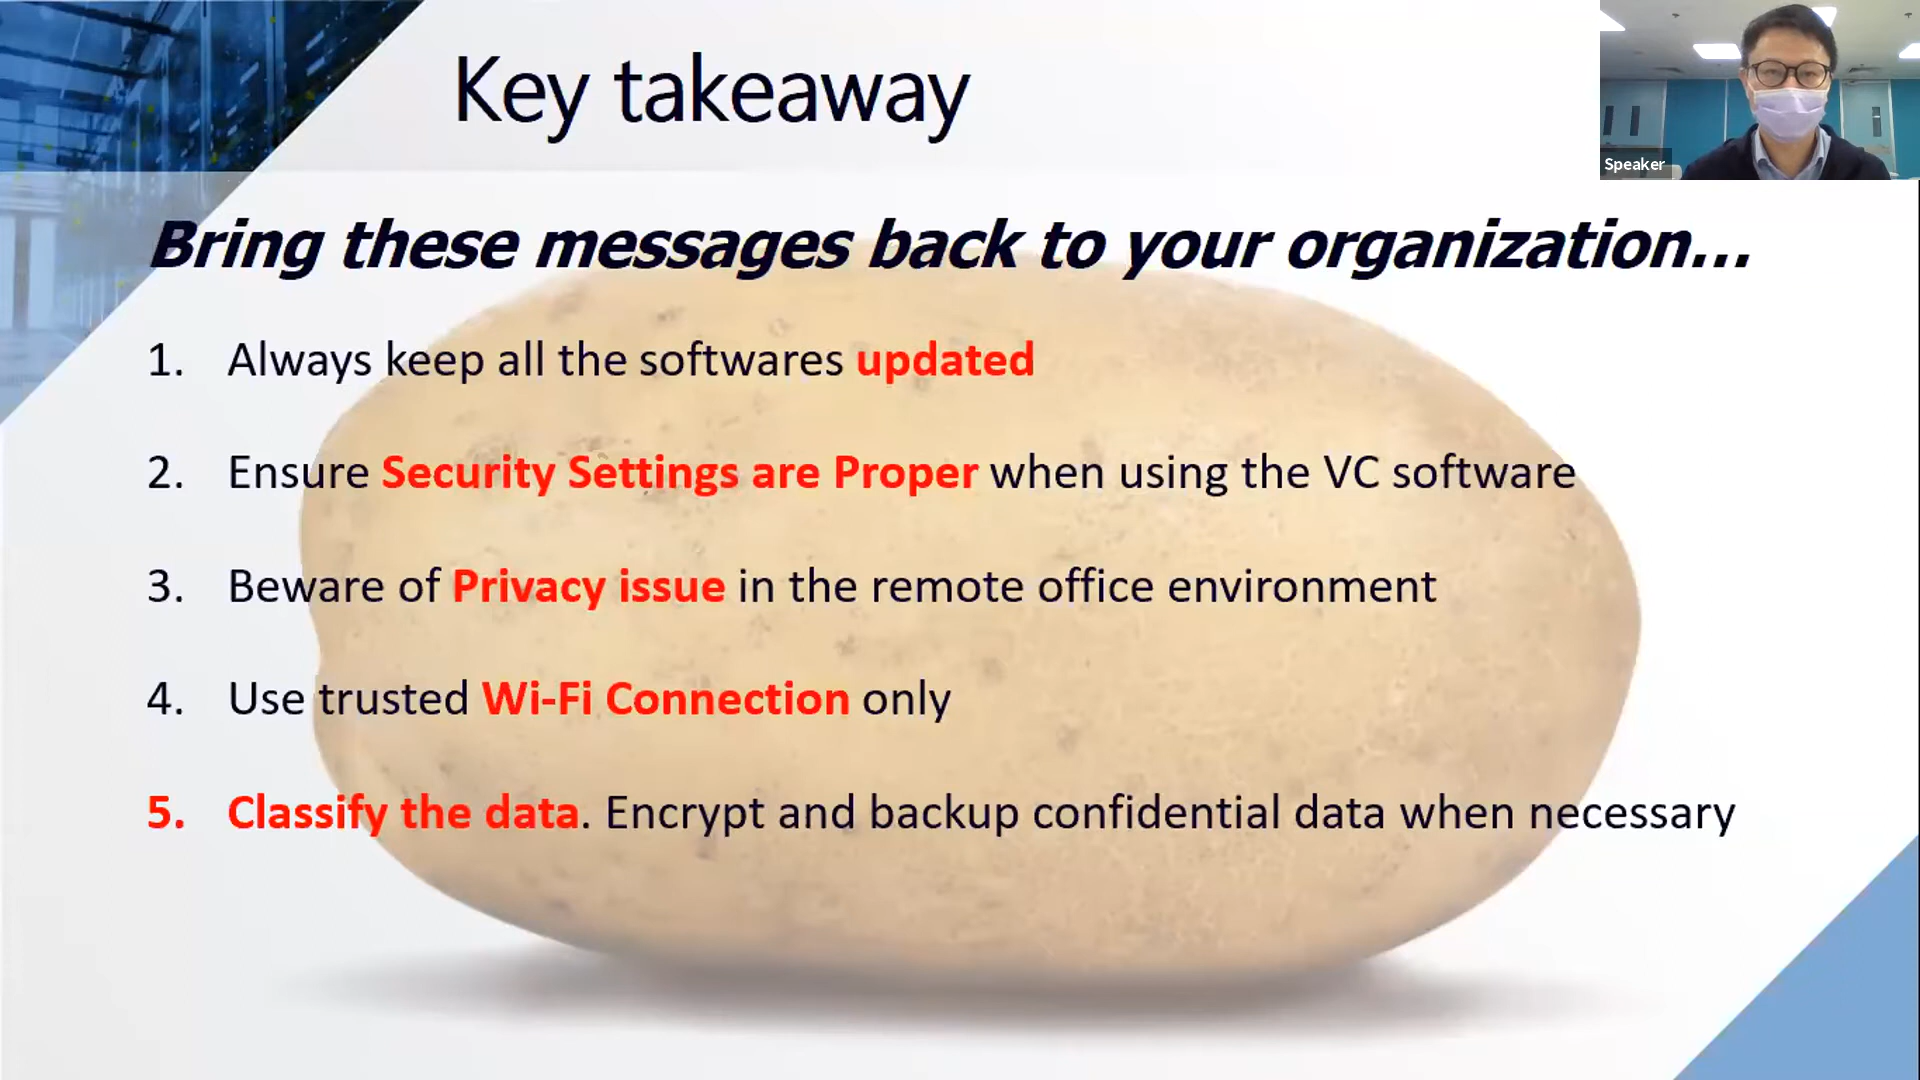 Key takeaway
Speaker
Bring these messages back to your organization...
1. Always keep all the softwares updated
2. Ensure Security Settings are Proper when using the VC software
3. Beware of Privacy issue in the remote office environment
4. Use trusted Wi-Fi Connection only
5. Classify the data. Encrypt and backup confidential data when necessary